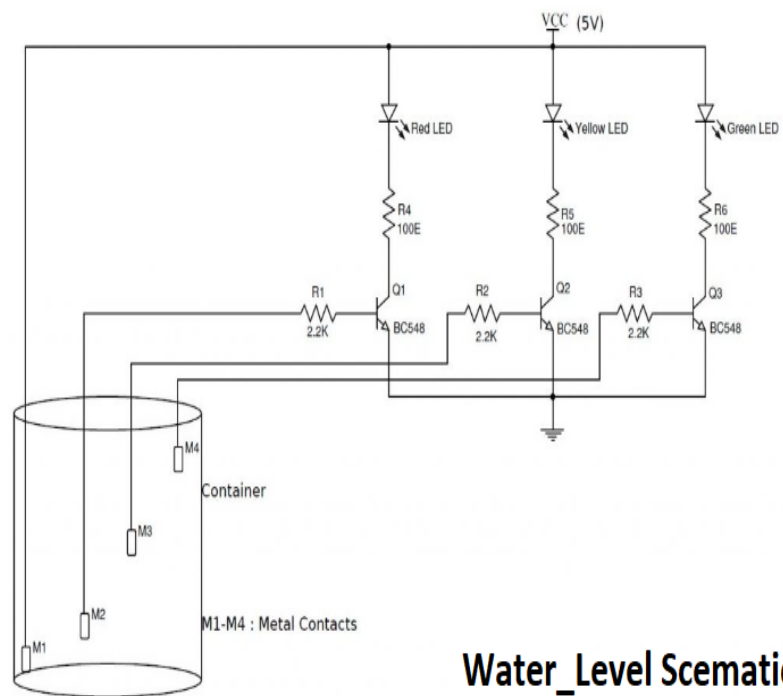 VCC (5V)
Red LED
Yellow LED
Green LED
R4
100E
R5
100E
R6
100E
R1
2.2K
Q1
BC548
R2
2.2K
Q2
BC548
R3
2.2K
Q3
BC548
M4
Container
M3
M2
M1-M4 : Metal Contacts
M1
Water_Level Scematic